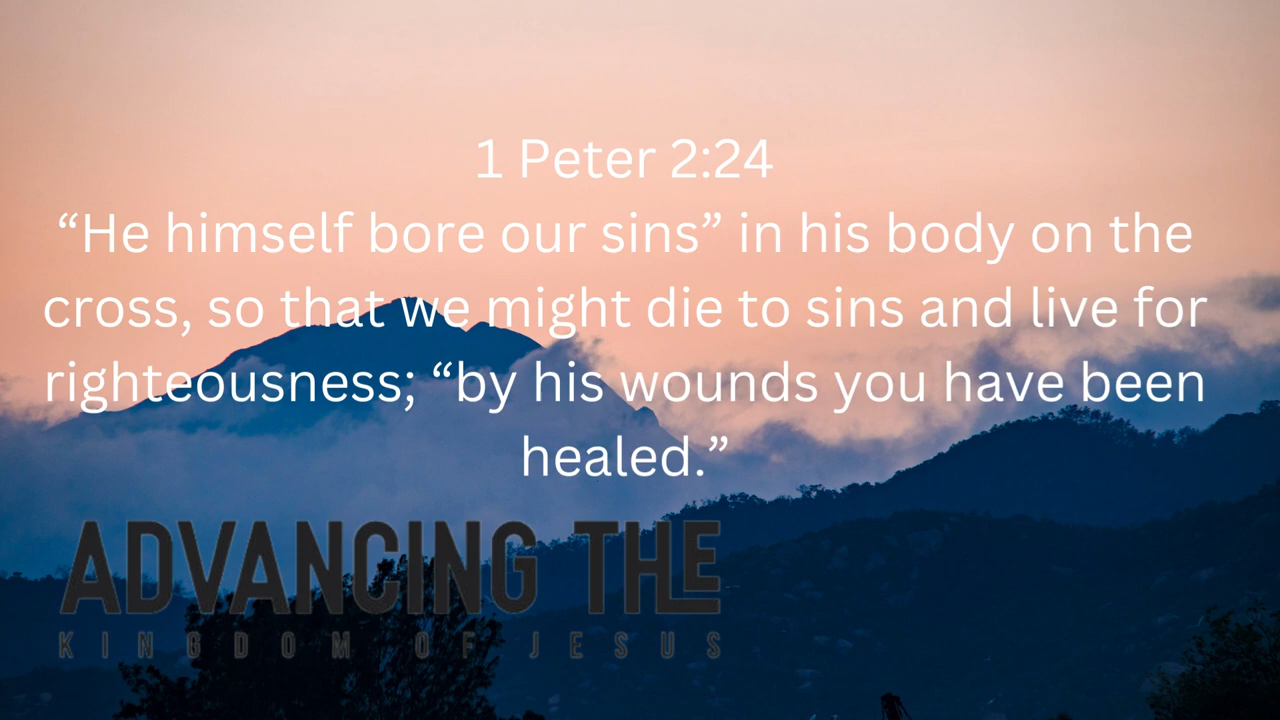 1 Peter 2:24
“He himself bore our sins” in his body on the
cross, so that we might die to sins and live for
righteousness; “by his wounds you have been
healed.”
ADVANCING THE
KINGDOM OF JESUS